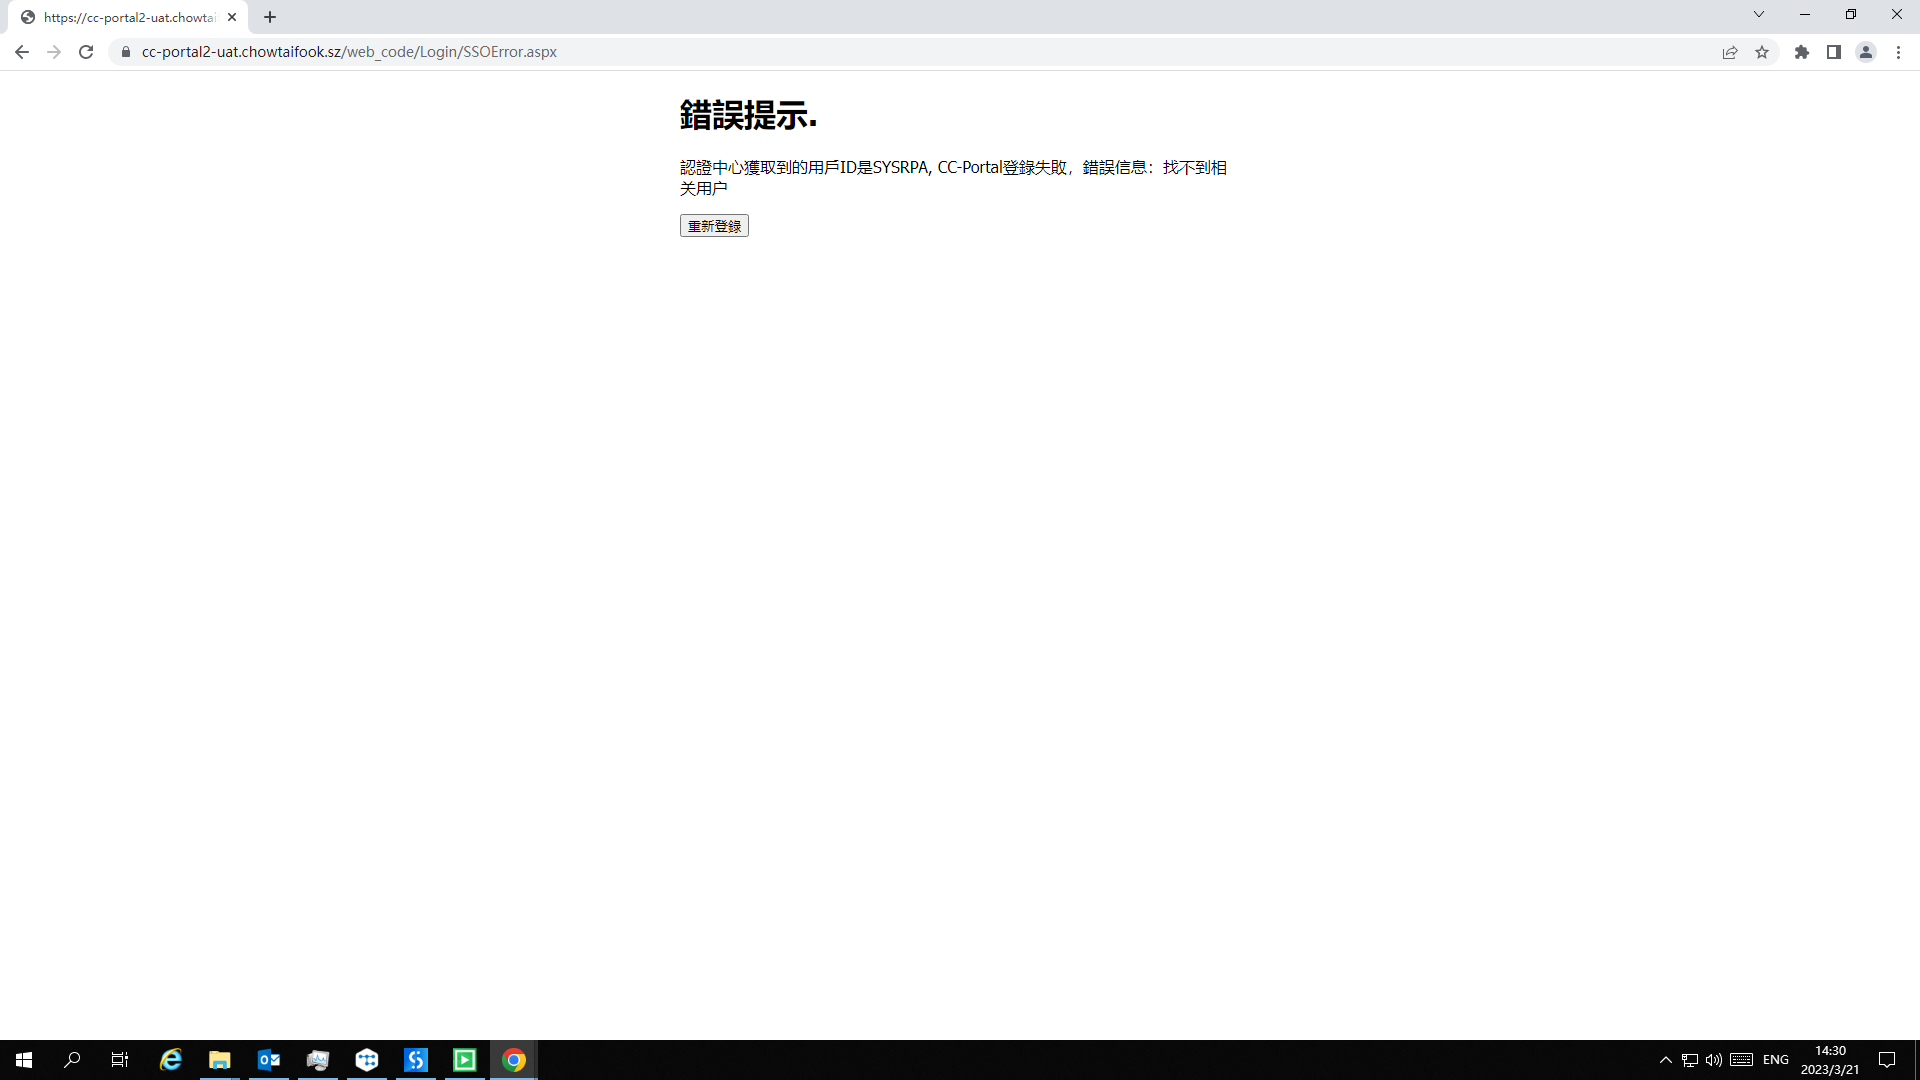 https://cc-portal2-uat.chowtai
cc-portal2-uat.chowtaifook.sz/web_code/Login/SSOError.aspx
錯誤提示.
認證中心獲取到的用戶ID是SYSRPA, CC-Portal登錄失敗，錯誤信息：找不到相
关用户
重新登錄
ENG
14:30
2023/3/21